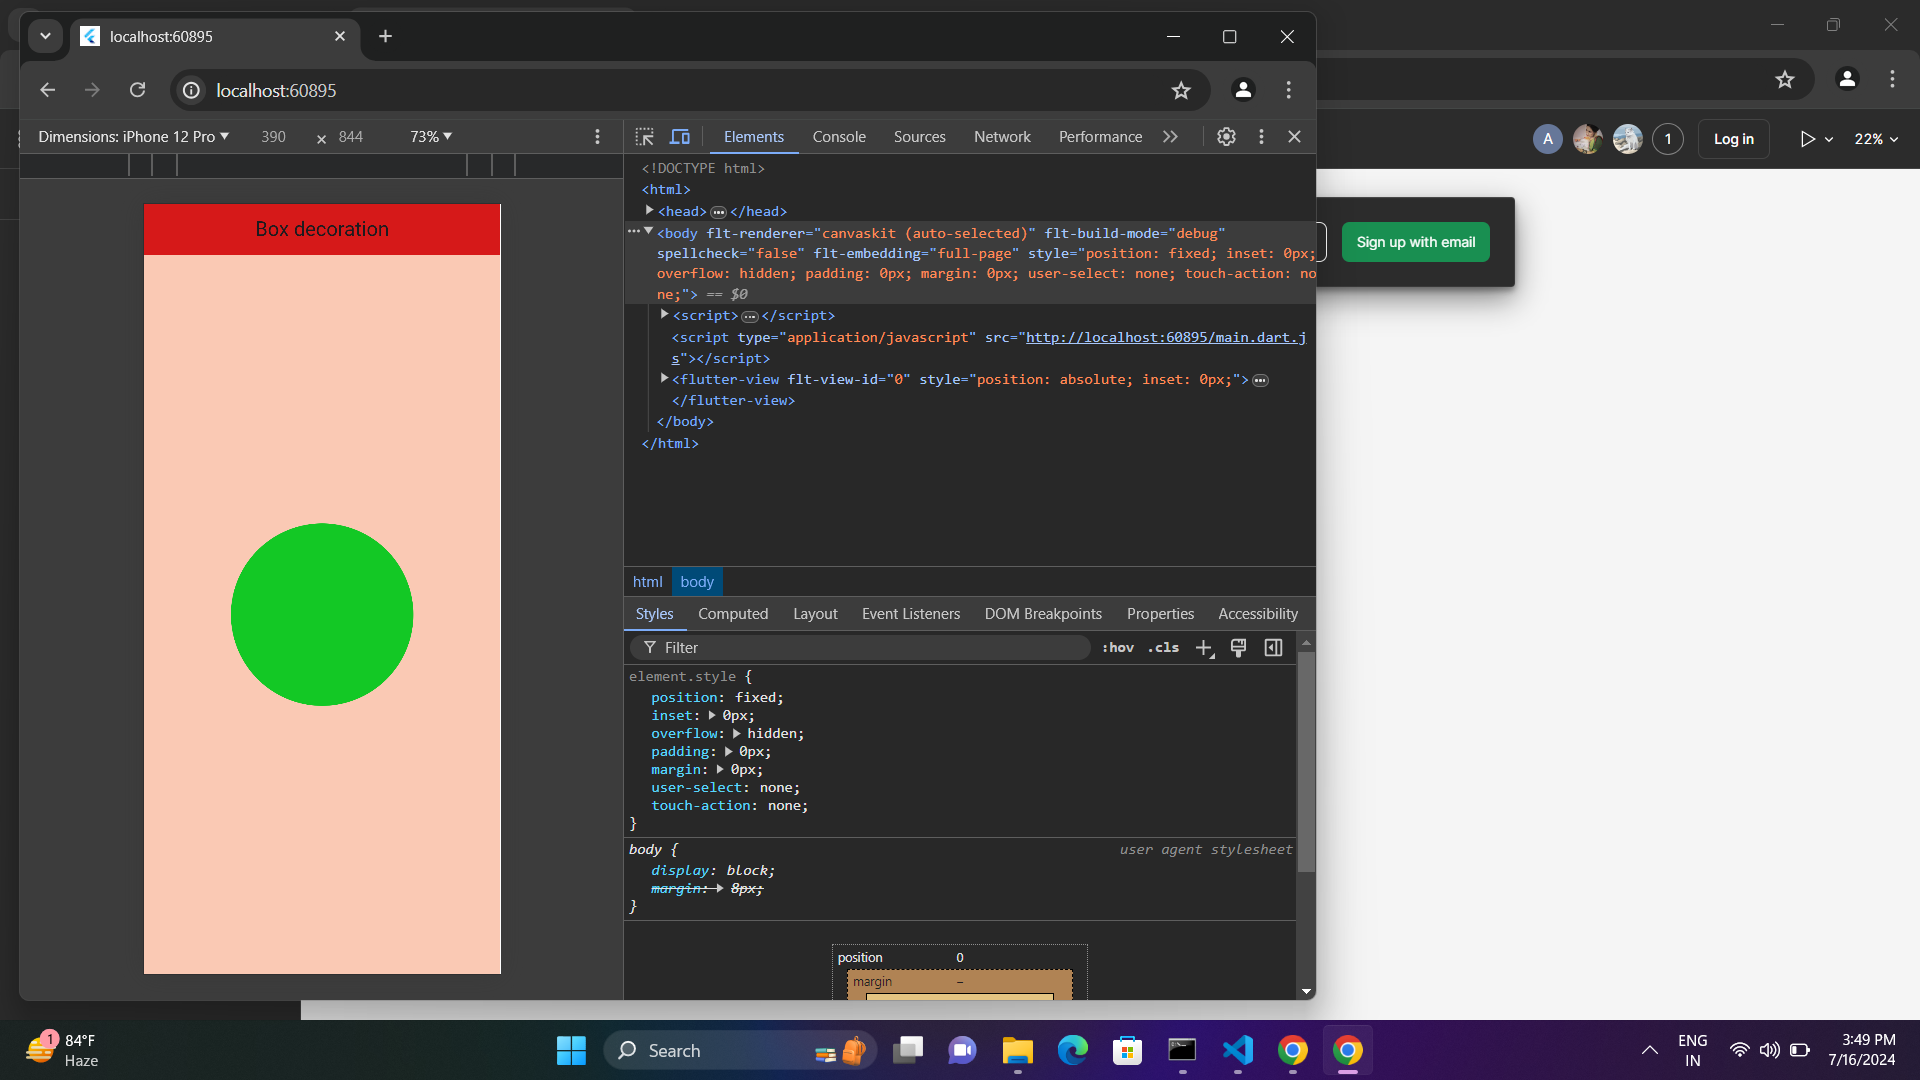 localhost:60895
localhost:60895
Dimensions: iPhone 12 Pro 390 × 844 73%
Elements Console Sources Network Performance
A 1 Log in 22%
Sign up with email
Box decoration
<!DOCTYPE html>
<html>
<head> ••• </head>
••• <body flt-renderer="canvaskit (auto-selected)" flt-build-mode="debug"
spellcheck="false" flt-embedding="full-page" style="position: fixed; inset: 0px;
overflow: hidden; padding: 0px; margin: 0px; user-select: none; touch-action: no
ne;"> == $0
<script> ••• </script>
<script type="application/javascript" src="http://localhost:60895/main.dart.j
s"></script>
<flutter-view flt-view-id="0" style="position: absolute; inset: 0px;"> •••
</flutter-view>
</body>
</html>
html body
Styles Computed Layout Event Listeners DOM Breakpoints Properties Accessibility
Filter :hov .cls
element.style {
position: fixed;
inset: 0px;
overflow: hidden;
padding: 0px;
margin: 0px;
user-select: none;
touch-action: none;
}
body { user agent stylesheet
display: block;
margin: 8px;
}
position 0
margin –
1 84°F
Haze
Search
ENG
IN
3:49 PM
7/16/2024